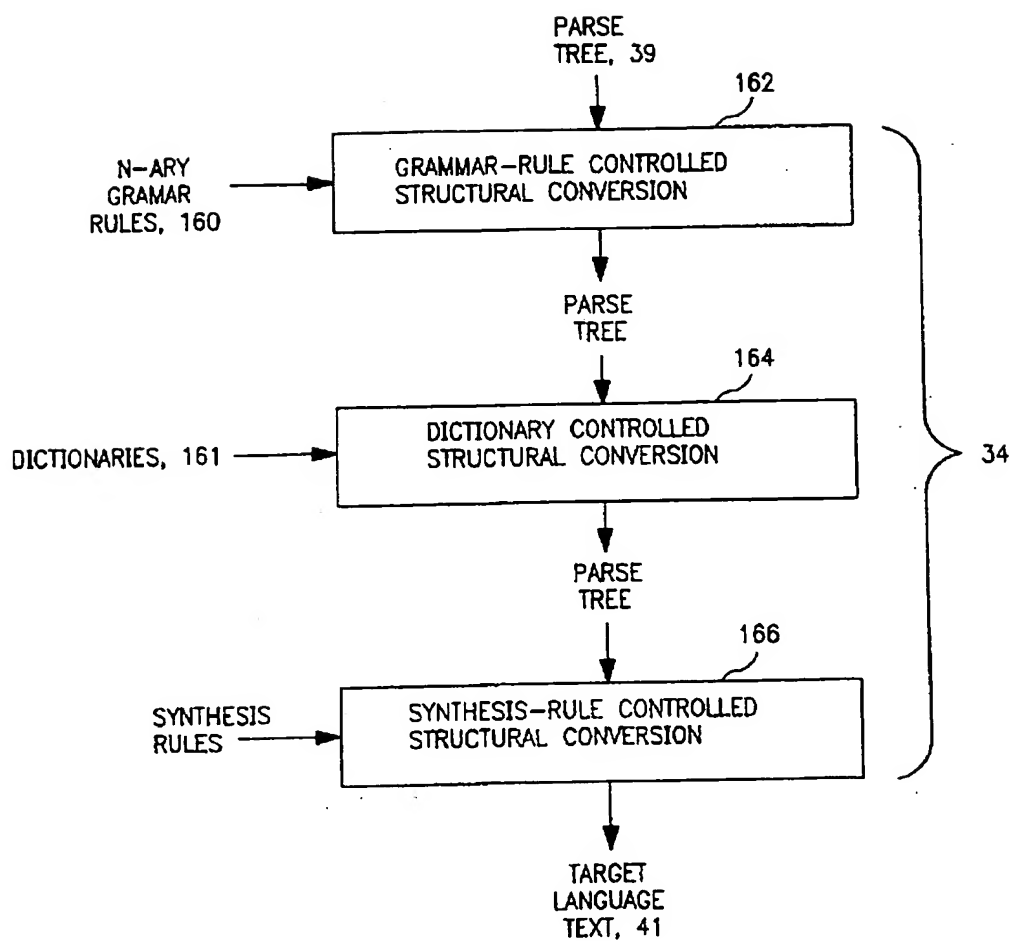 PARSE
TREE, 39
162
N-ARY
GRAMAR
RULES, 160
GRAMMAR-RULE CONTROLLED
STRUCTURAL CONVERSION
PARSE
TREE
164
DICTIONARIES, 161
DICTIONARY CONTROLLED
STRUCTURAL CONVERSION
34
PARSE
TREE
166
SYNTHESIS
RULES
SYNTHESIS-RULE CONTROLLED
STRUCTURAL CONVERSION
TARGET
LANGUAGE
TEXT, 41